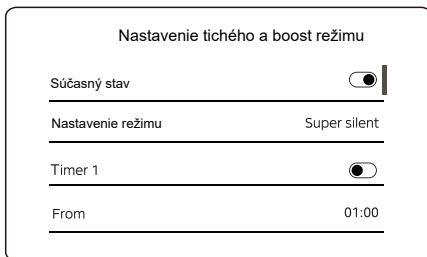 Nastavenie tichého a boost režimu
Súčasný stav
Nastavenie režimu Super silent
Timer 1
From 01:00